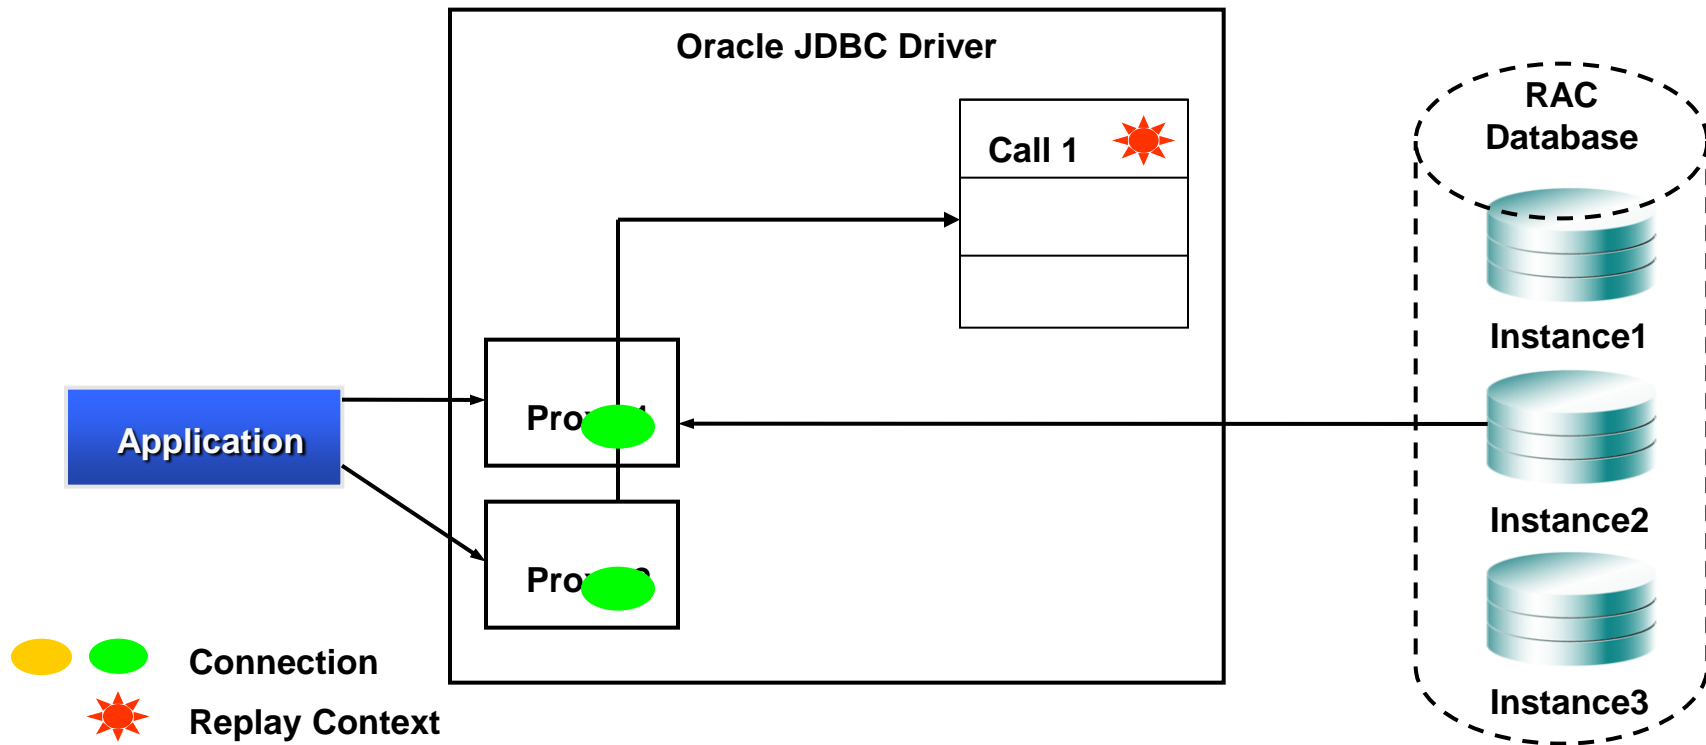 Oracle JDBC Driver
RAC
Database
Call 1
Instance1
Application
Instance2
Connection
Replay Context
Instance3